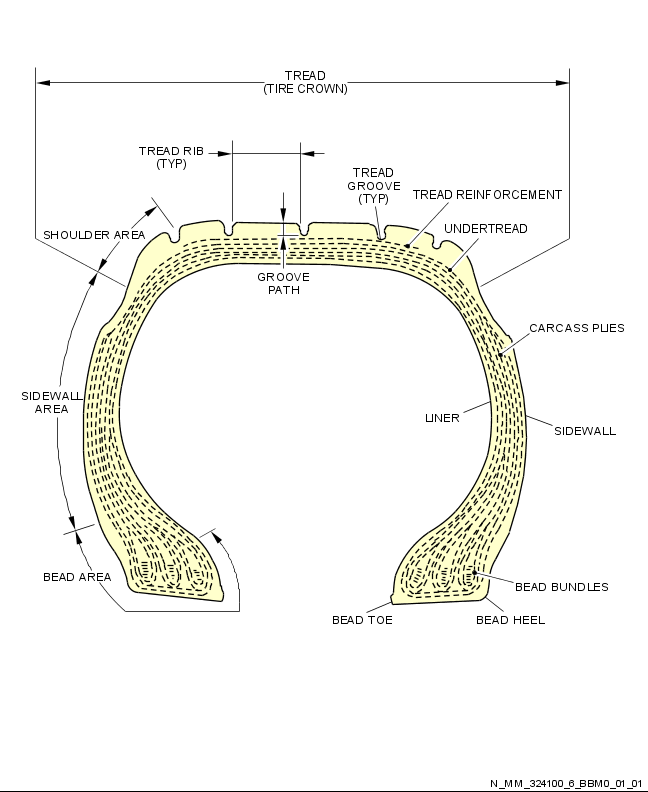 TREAD
(TIRE CROWN)
TREAD RIB
(TYP)
TREAD
GROOVE
(TYP)
TREAD REINFORCEMENT
SHOULDER AREA
UNDERTREAD
GROOVE
PATH
CARCASS PLIES
SIDEWALL
AREA
LINER
SIDEWALL
BEAD AREA
BEAD BUNDLES
BEAD TOE
BEAD HEEL
N_MM_324100_6_BBM0_01_01